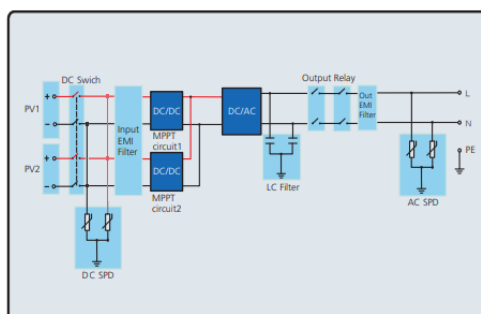 DC Swich
PV1
+
−
PV2
+
−
Input
EMI
Filter
DC/DC
MPPT
circuit1
DC/DC
MPPT
circuit2
DC/AC
LC Filter
Output Relay
Out
EMI
Filter
L
N
PE
AC SPD
DC SPD